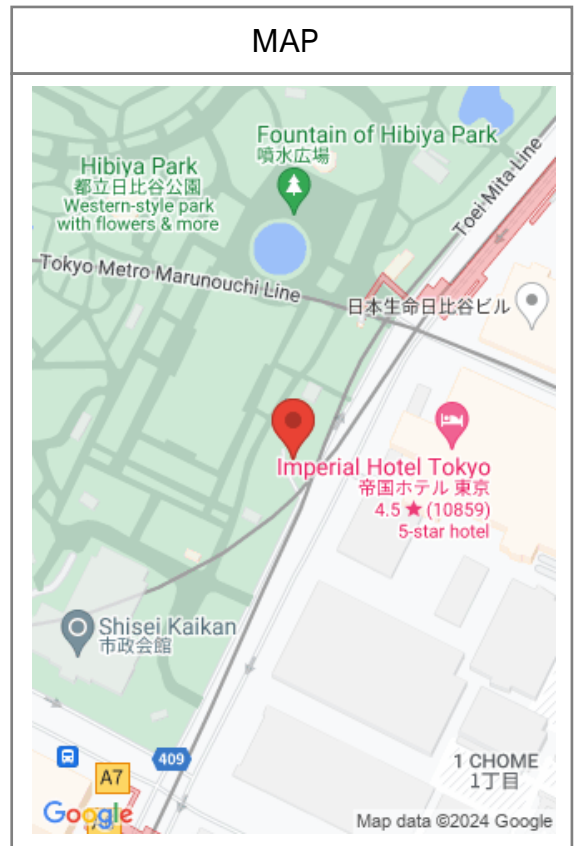 MAP
Fountain of Hibiya Park
噴水広場
Hibiya Park
都立日比谷公園
Western-style park
with flowers & more
Toei Mita Line
Tokyo Metro Marunouchi Line
日本生命日比谷ビル
Imperial Hotel Tokyo
帝国ホテル 東京
4.5 ★ (10859)
5-star hotel
Shisei Kaikan
市政会館
409
A7
1 CHOME
1丁目
Google
Map data ©2024 Google